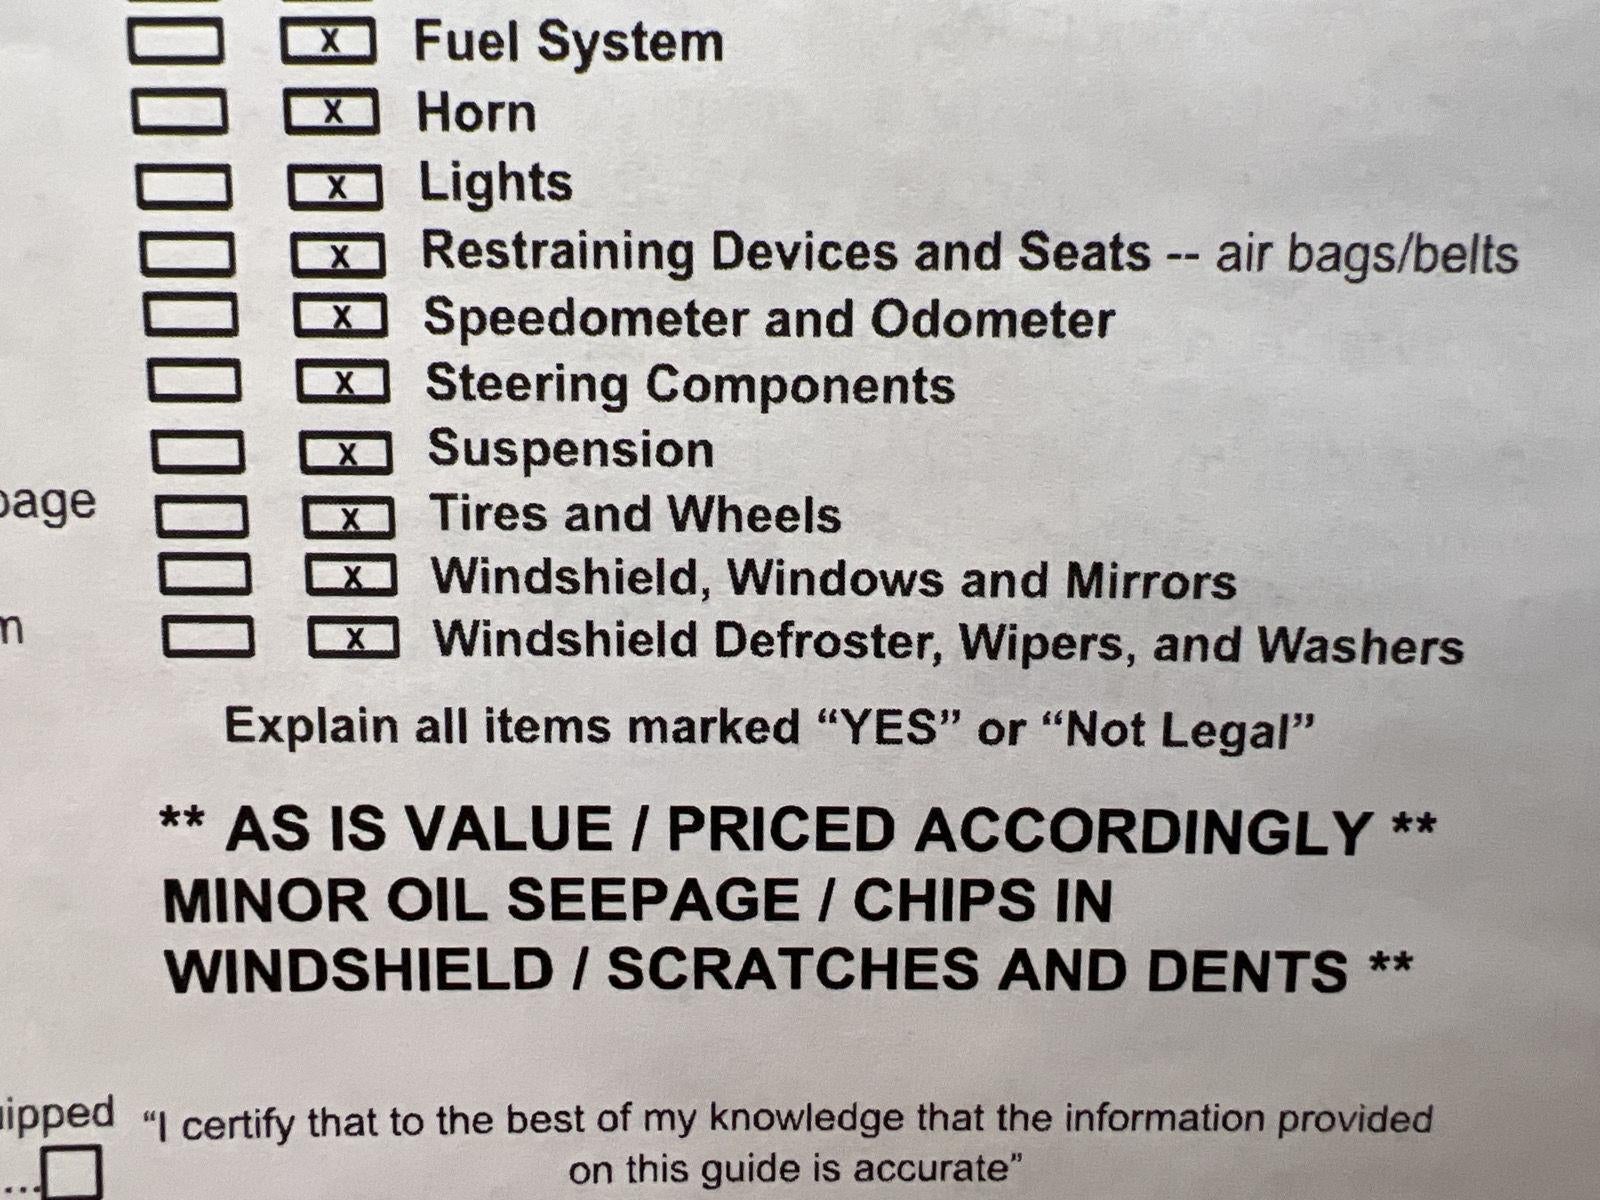 X Fuel System
X Horn
X Lights
X Restraining Devices and Seats -- air bags/belts
X Speedometer and Odometer
X Steering Components
X Suspension
page
X Tires and Wheels
X Windshield, Windows and Mirrors
X Windshield Defroster, Wipers, and Washers
Explain all items marked “YES” or “Not Legal”
** AS IS VALUE / PRICED ACCORDINGLY **
MINOR OIL SEEPAGE / CHIPS IN
WINDSHIELD / SCRATCHES AND DENTS **
“I certify that to the best of my knowledge that the information provided
on this guide is accurate”